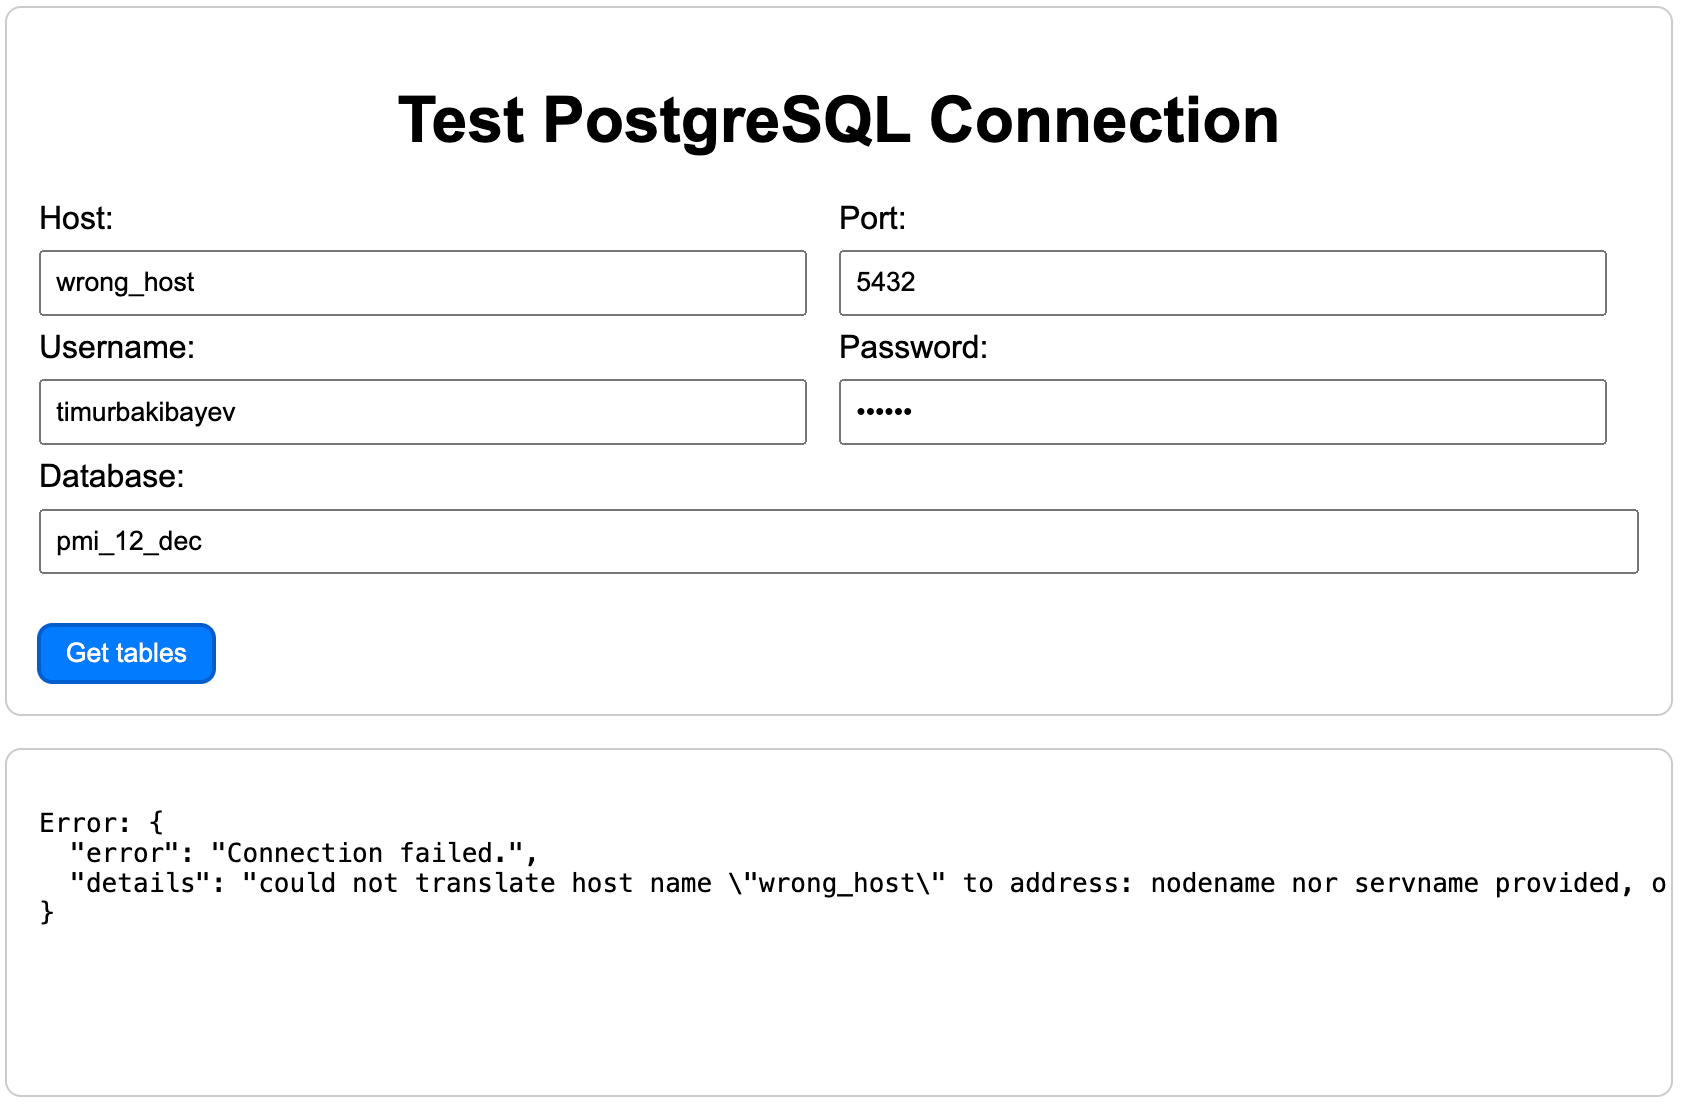 Test PostgreSQL Connection
Host: Port:
wrong_host 5432
Username: Password:
timurbakibayev ••••••
Database:
pmi_12_dec
Get tables
Error: {
  "error": "Connection failed.",
  "details": "could not translate host name \"wrong_host\" to address: nodename nor servname provided, o
}